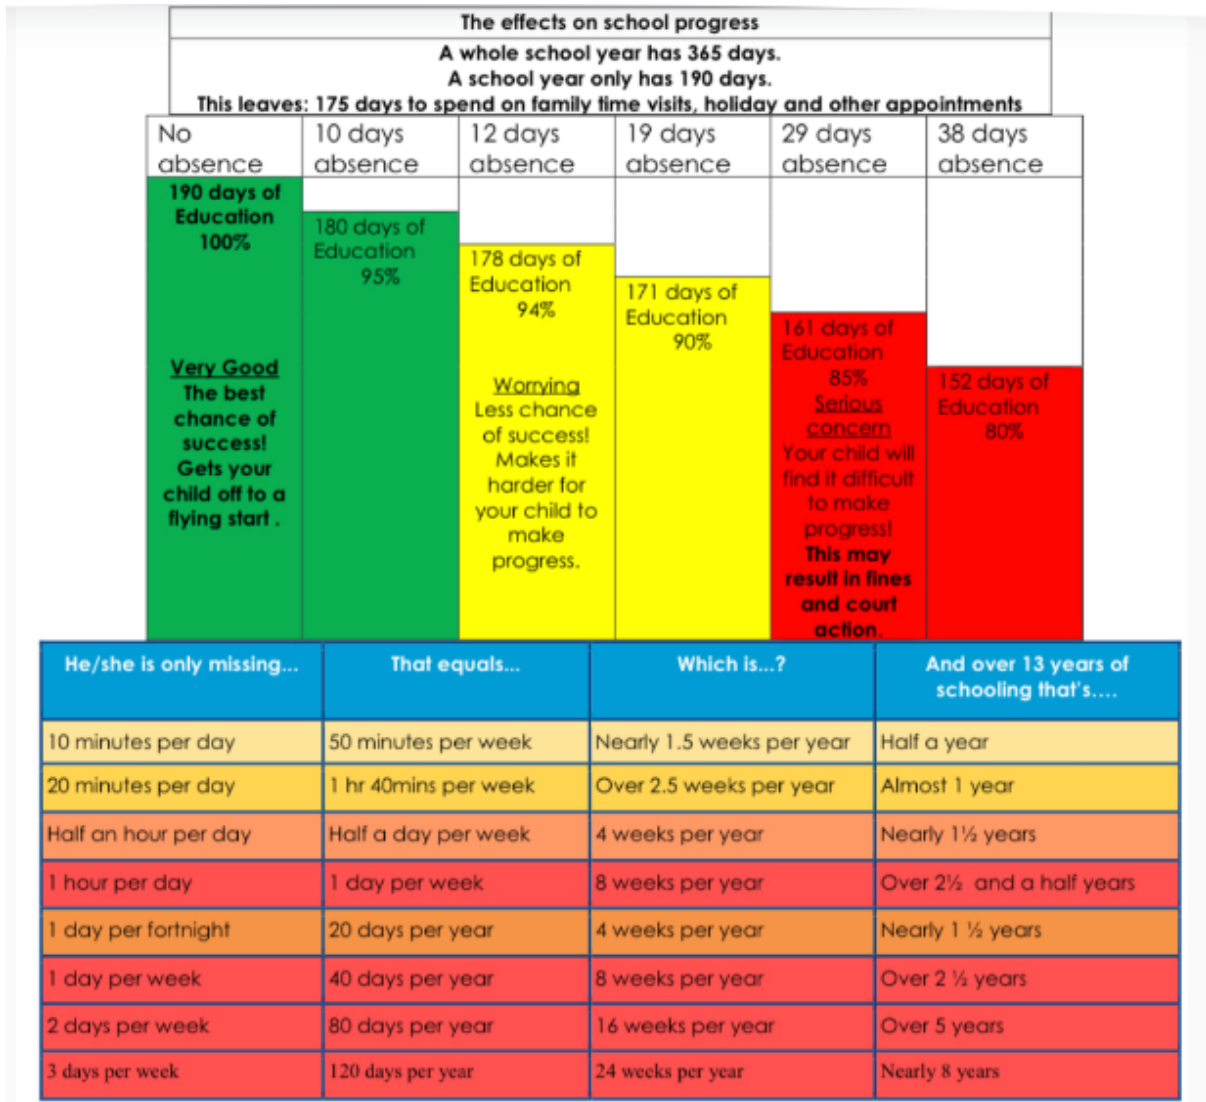 The effects on school progress
A whole school year has 365 days.
A school year only has 190 days.
This leaves: 175 days to spend on family time visits, holiday and other appointments
No
absence
10 days
absence
12 days
absence
19 days
absence
29 days
absence
38 days
absence
190 days of
Education
100%
Very Good
The best
chance of
success!
Gets your
child off to a
flying start .
180 days of
Education
95%
178 days of
Education
94%
Worrying
Less chance
of success!
Makes it
harder for
your child to
make
progress.
171 days of
Education
90%
161 days of
Education
85%
Serious
concern
Your child will
find it difficult
to make
progress!
This may
result in fines
and court
action.
152 days of
Education
80%
He/she is only missing...
That equals...
Which is...?
And over 13 years of
schooling that's....
10 minutes per day
50 minutes per week
Nearly 1.5 weeks per year
Half a year
20 minutes per day
1 hr 40mins per week
Over 2.5 weeks per year
Almost 1 year
Half an hour per day
Half a day per week
4 weeks per year
Nearly 1½ years
1 hour per day
1 day per week
8 weeks per year
Over 2½ and a half years
1 day per fortnight
20 days per year
4 weeks per year
Nearly 1 ½ years
1 day per week
40 days per year
8 weeks per year
Over 2 ½ years
2 days per week
80 days per year
16 weeks per year
Over 5 years
3 days per week
120 days per year
24 weeks per year
Nearly 8 years